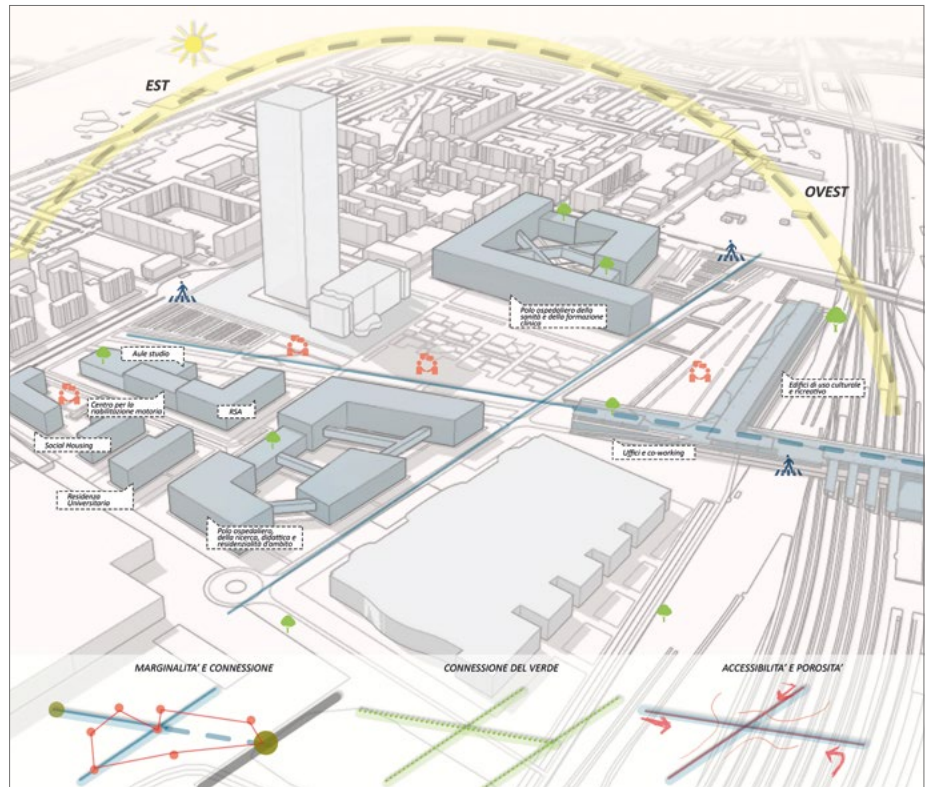 EST
OVEST
Polo ospedaliero della
sanità e della formazione
clinica
Aule studio
Centro per la
riabilitazione motoria
RSA
Edifici di uso culturale
e ricreativo
Social Housing
Uffici e co-working
Residenza
Universitaria
Polo ospedaliero
della ricerca, didattica e
residenzialità d'ambito
MARGINALITA' E CONNESSIONE
CONNESSIONE DEL VERDE
ACCESSIBILITA' E POROSITA'